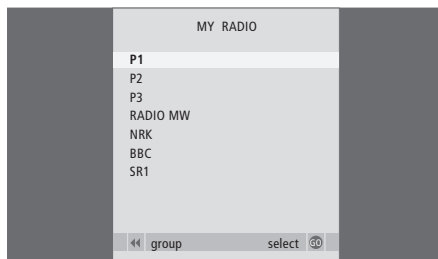 MY RADIO
P1
P2
P3
RADIO MW
NRK
BBC
SR1
group select GO